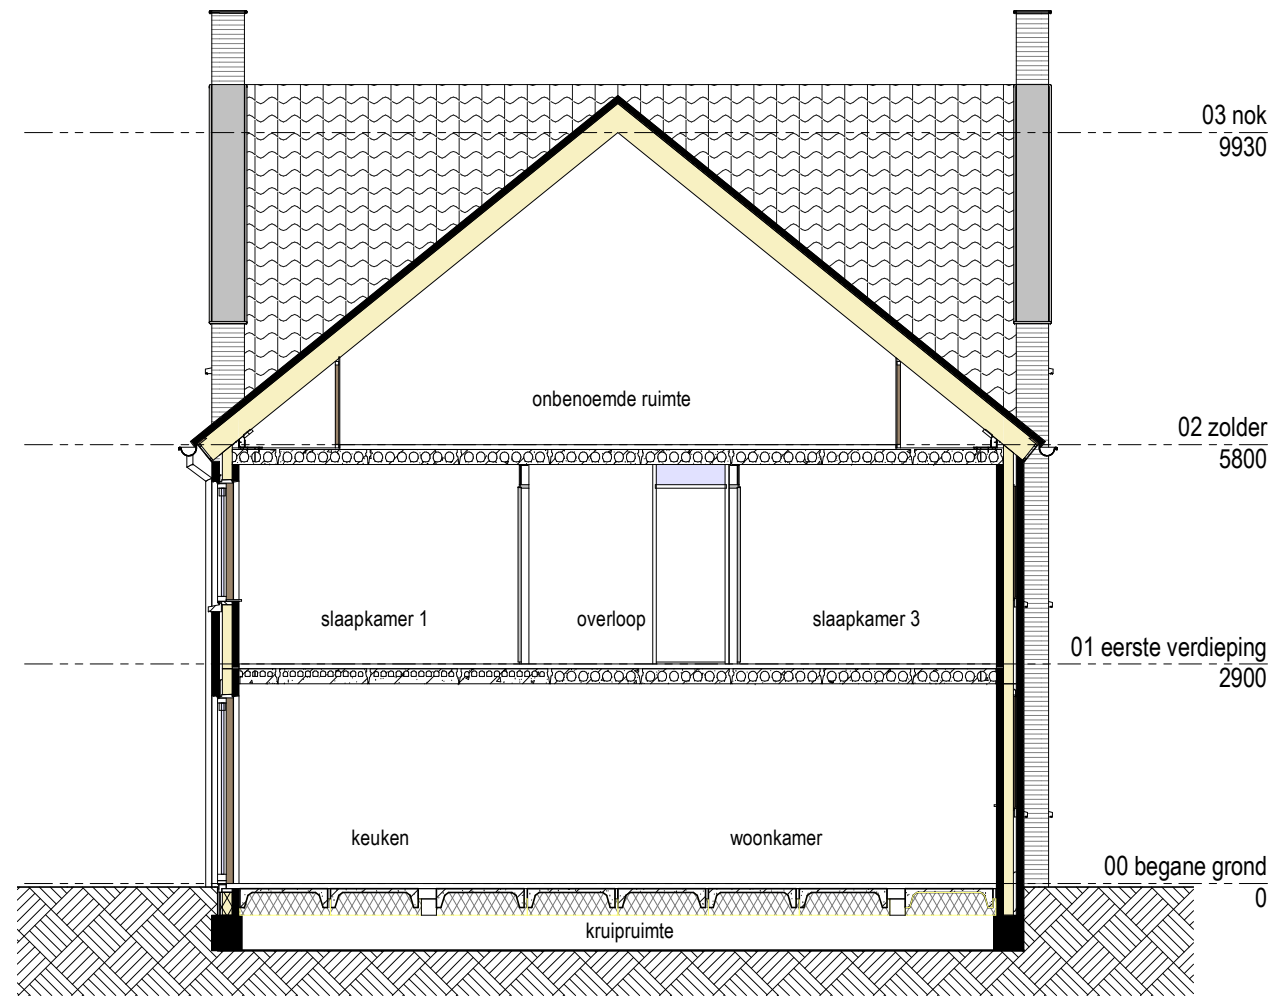 03 nok
9930
onbenoemde ruimte
02 zolder
5800
slaapkamer 1
overloop
slaapkamer 3
01 eerste verdieping
2900
keuken
woonkamer
00 begane grond
0
kruipruimte